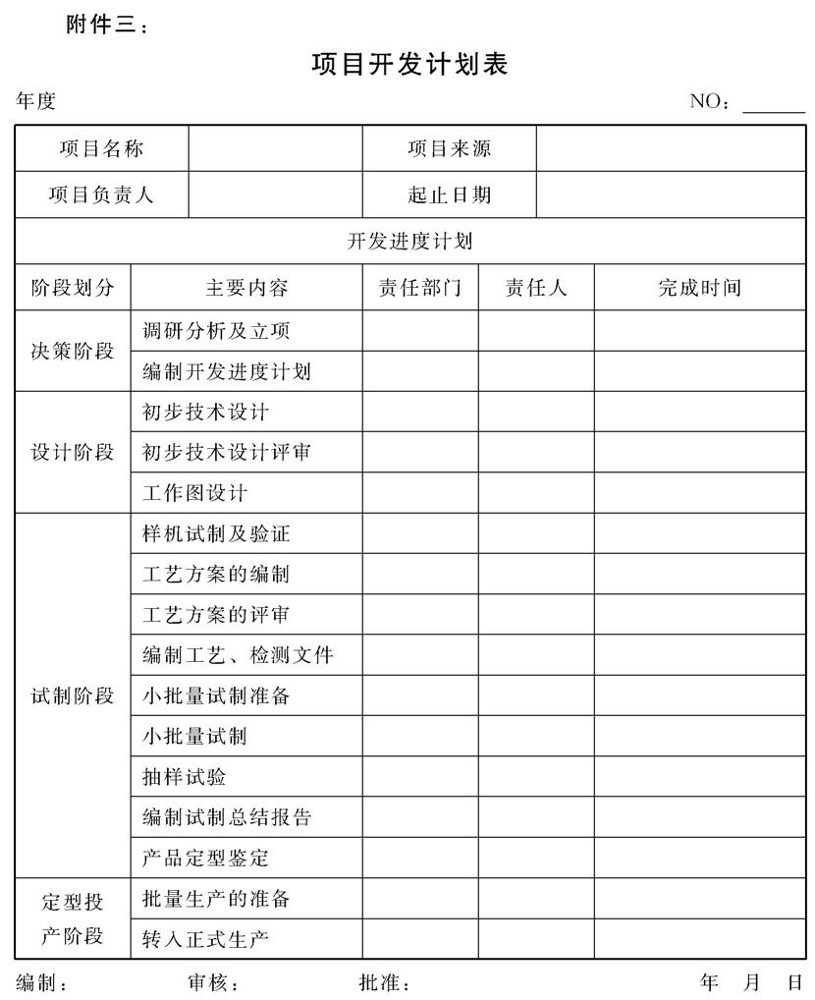 附件三：
项目开发计划表
年度 NO：
项目名称 项目来源
项目负责人 起止日期
开发进度计划
阶段划分 主要内容 责任部门 责任人 完成时间
决策阶段 调研分析及立项
编制开发进度计划
设计阶段 初步技术设计
初步技术设计评审
工作图设计
试制阶段 样机试制及验证
工艺方案的编制
工艺方案的评审
编制工艺、检测文件
小批量试制准备
小批量试制
抽样试验
编制试制总结报告
产品定型鉴定
定型投
产阶段
批量生产的准备
转入正式生产
编制： 审核： 批准： 年 月 日